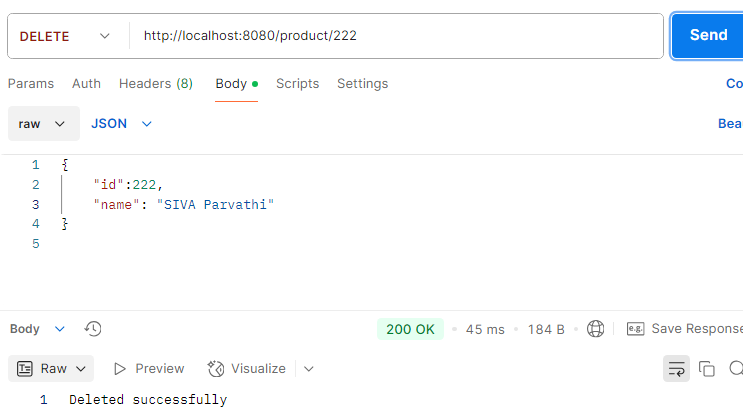 DELETE http://localhost:8080/product/222 Send
Params Auth Headers (8) Body Scripts Settings Co
raw JSON Bea
1 {
2 "id":222,
3 "name": "SIVA Parvathi"
4 }
5
Body 200 OK 45 ms 184 B e.g. Save Response
Raw Preview Visualize
1 Deleted successfully